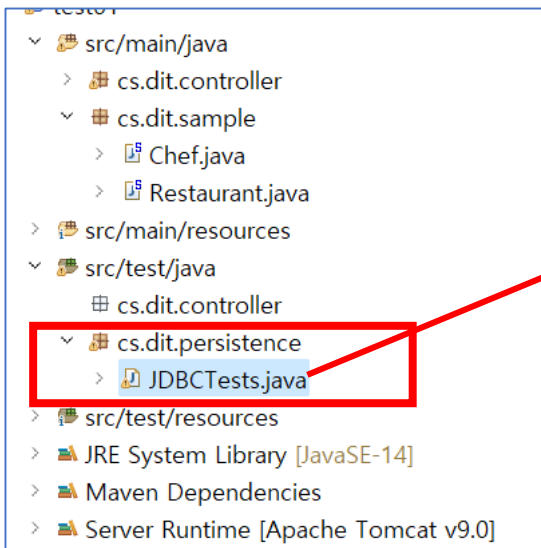 src/main/java
cs.dit.controller
cs.dit.sample
Chef.java
Restaurant.java
src/main/resources
src/test/java
cs.dit.controller
cs.dit.persistence
JDBCTests.java
src/test/resources
JRE System Library [JavaSE-14]
Maven Dependencies
Server Runtime [Apache Tomcat v9.0]